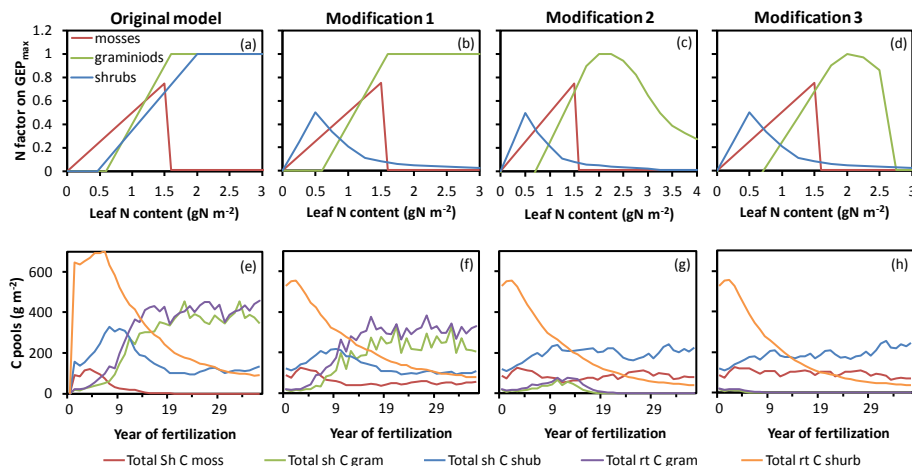 Original model Modification 1 Modification 2 Modification 3
N factor on GEPmax
1.2
1
0.8
0.6
0.4
0.2
0
mosses
graminiods
shrubs
(a)
(b)
(c)
(d)
0 0.5 1 1.5 2 2.5 3
0 0.5 1 1.5 2 2.5 3
0 0.5 1 1.5 2 2.5 3 3.5 4
0 0.5 1 1.5 2 2.5 3
Leaf N content (gN m⁻²)
Leaf N content (gN m⁻²)
Leaf N content (gN m⁻²)
Leaf N content (gN m⁻²)
C pools (g m⁻²)
600
400
200
0
(e)
(f)
(g)
(h)
0 9 19 29
0 9 19 29
0 9 19 29
0 9 19 29
Year of fertilization
Year of fertilization
Year of fertilization
Year of fertilization
Total Sh C moss Total sh C gram Total sh C shub Total rt C gram Total rt C shurb